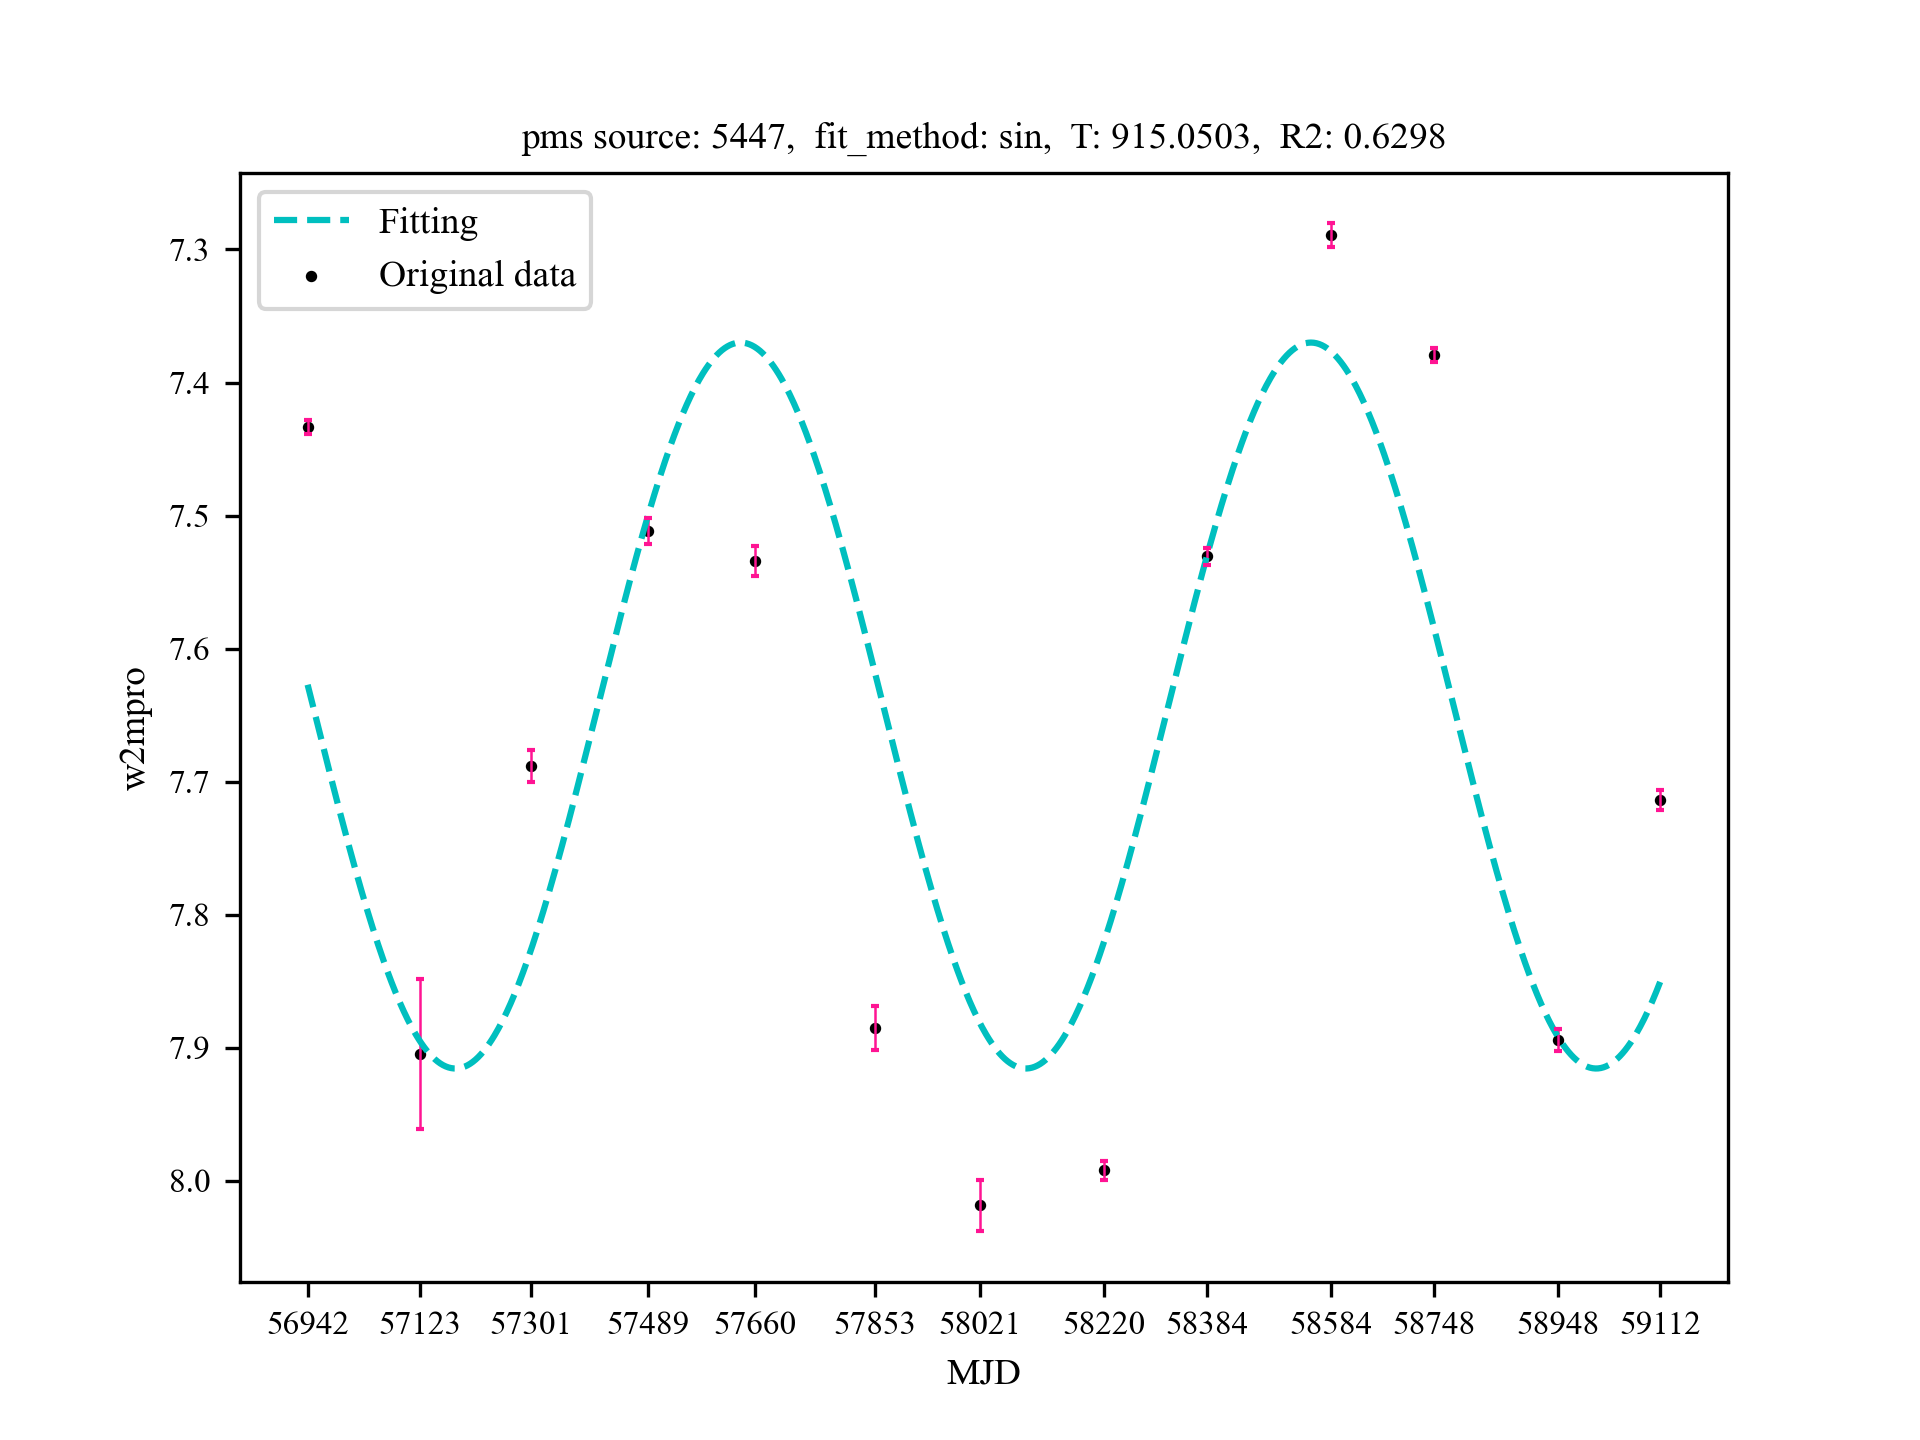 pms source: 5447, fit_method: sin, T: 915.0503, R2: 0.6298
Fitting
Original data
7.3
7.4
7.5
7.6
7.7
7.8
7.9
8.0
w2mpro
56942 57123 57301 57489 57660 57853 58021 58220 58384 58584 58748 58948 59112
MJD